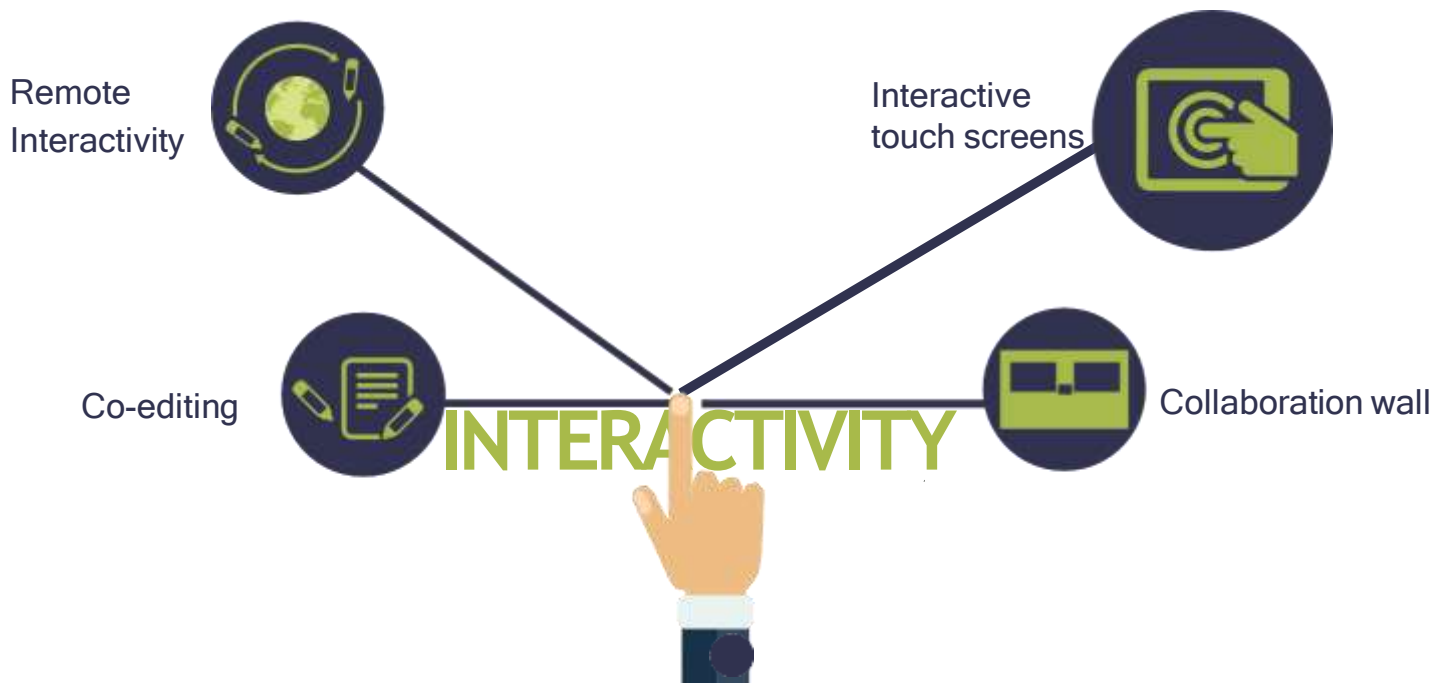 Remote
Interactivity
Interactive
touch screens
Co-editing
INTERACTIVITY
Collaboration wall